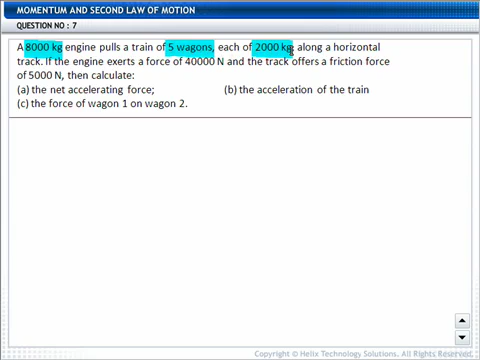 MOMENTUM AND SECOND LAW OF MOTION
QUESTION NO : 7
A 8000 kg engine pulls a train of 5 wagons, each of 2000 kg along a horizontal
track. If the engine exerts a force of 40000 N and the track offers a friction force
of 5000 N, then calculate:
(a) the net accelerating force; (b) the acceleration of the train
(c) the force of wagon 1 on wagon 2.
Copyright © Helix Technology Solutions. All Rights Reserved.